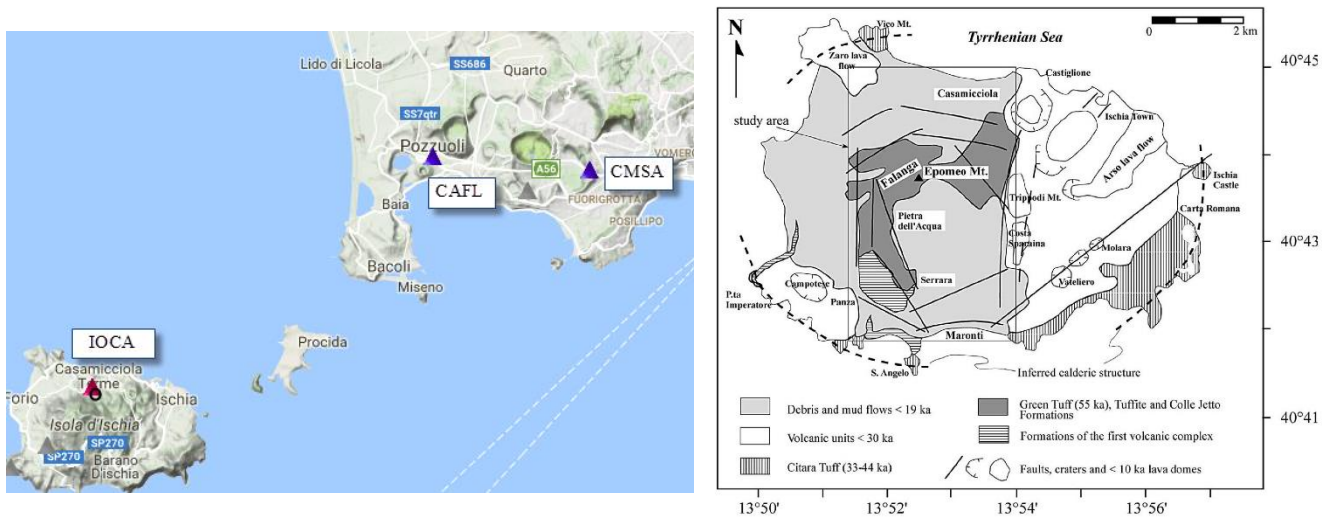 Lido di Licola
SS686
Quarto
SS7qtr
Pozzuoli
A56
VOMERO
CMSA
CAFL
FUORIGROTTA
POSILLIPO
Baia
Bacoli
Miseno
IOCA
Procida
Casamicciola
Terme
Forio
Ischia
Isola d'Ischia
SP270
SP270
Barano
D'ischia
N
Vico Mt.
Tyrrhenian Sea
0 2 km
Zaro lava
flow
40°45
Castiglione
Casamicciola
study area
Ischia Town
Falanga
Epomeo Mt.
Arso lava flow
Ischia
Castle
Trippodi Mt.
Carta Romana
Pietra
dell'Acqua
Costa
Sparaina
40°43
Molara
Serrara
Vateliero
Campotese
P.ta
Imperatore
Panza
Maronti
S. Angelo
Inferred calderic structure
Debris and mud flows < 19 ka
Green Tuff (55 ka), Tuffite and Colle Jetto
Formations
40°41
Volcanic units < 30 ka
Formations of the first volcanic complex
Citara Tuff (33-44 ka)
Faults, craters and < 10 ka lava domes
13°50' 13°52' 13°54' 13°56'